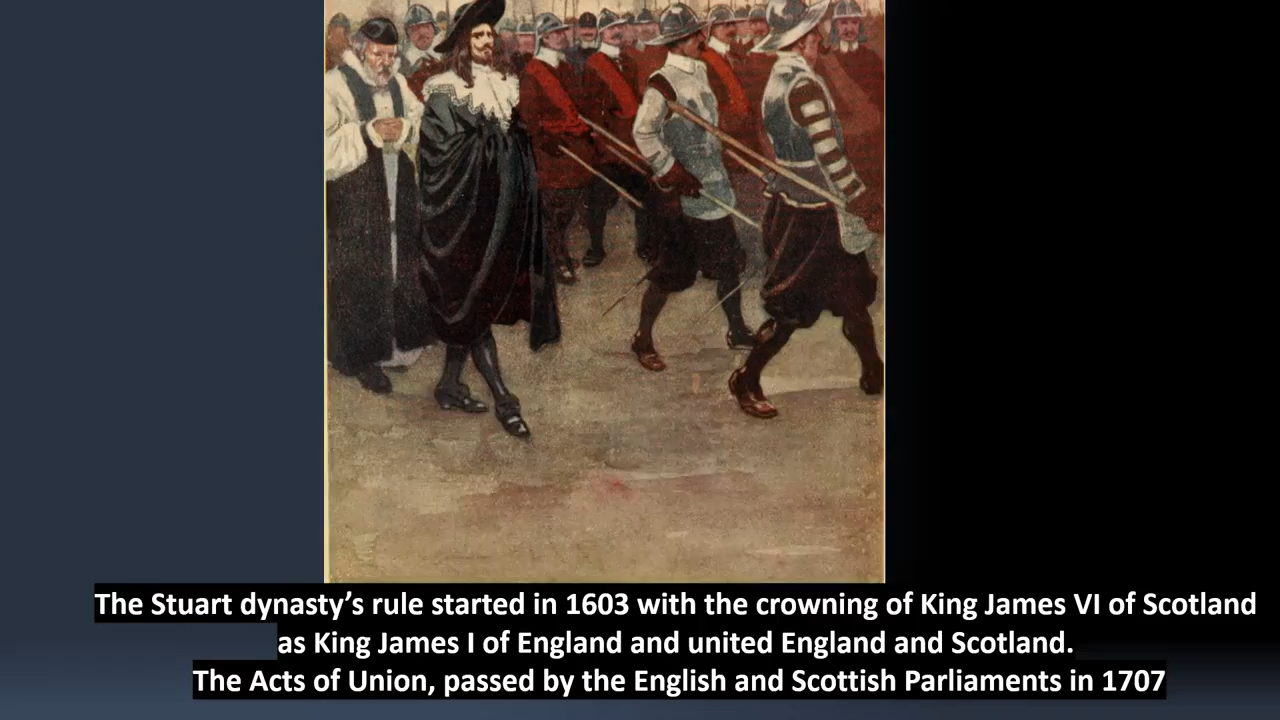 The Stuart dynasty’s rule started in 1603 with the crowning of King James VI of Scotland
as King James I of England and united England and Scotland.
The Acts of Union, passed by the English and Scottish Parliaments in 1707